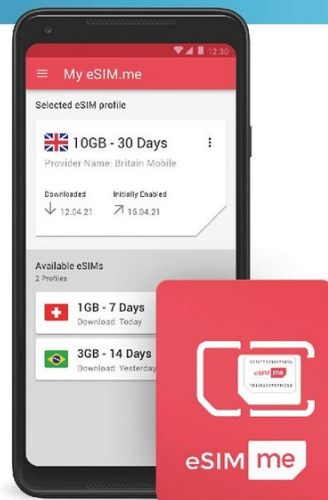 12:30
My eSIM.me
Selected eSIM profile
10GB - 30 Days
Provider Name: Britain Mobile
Downloaded Initially Enabled
12.04.21 15.04.21
Available eSIMs
2 Profiles
1GB - 7 Days
Download: Today
3GB - 14 Days
Download: Yesterday
eSIM me
eSIM me